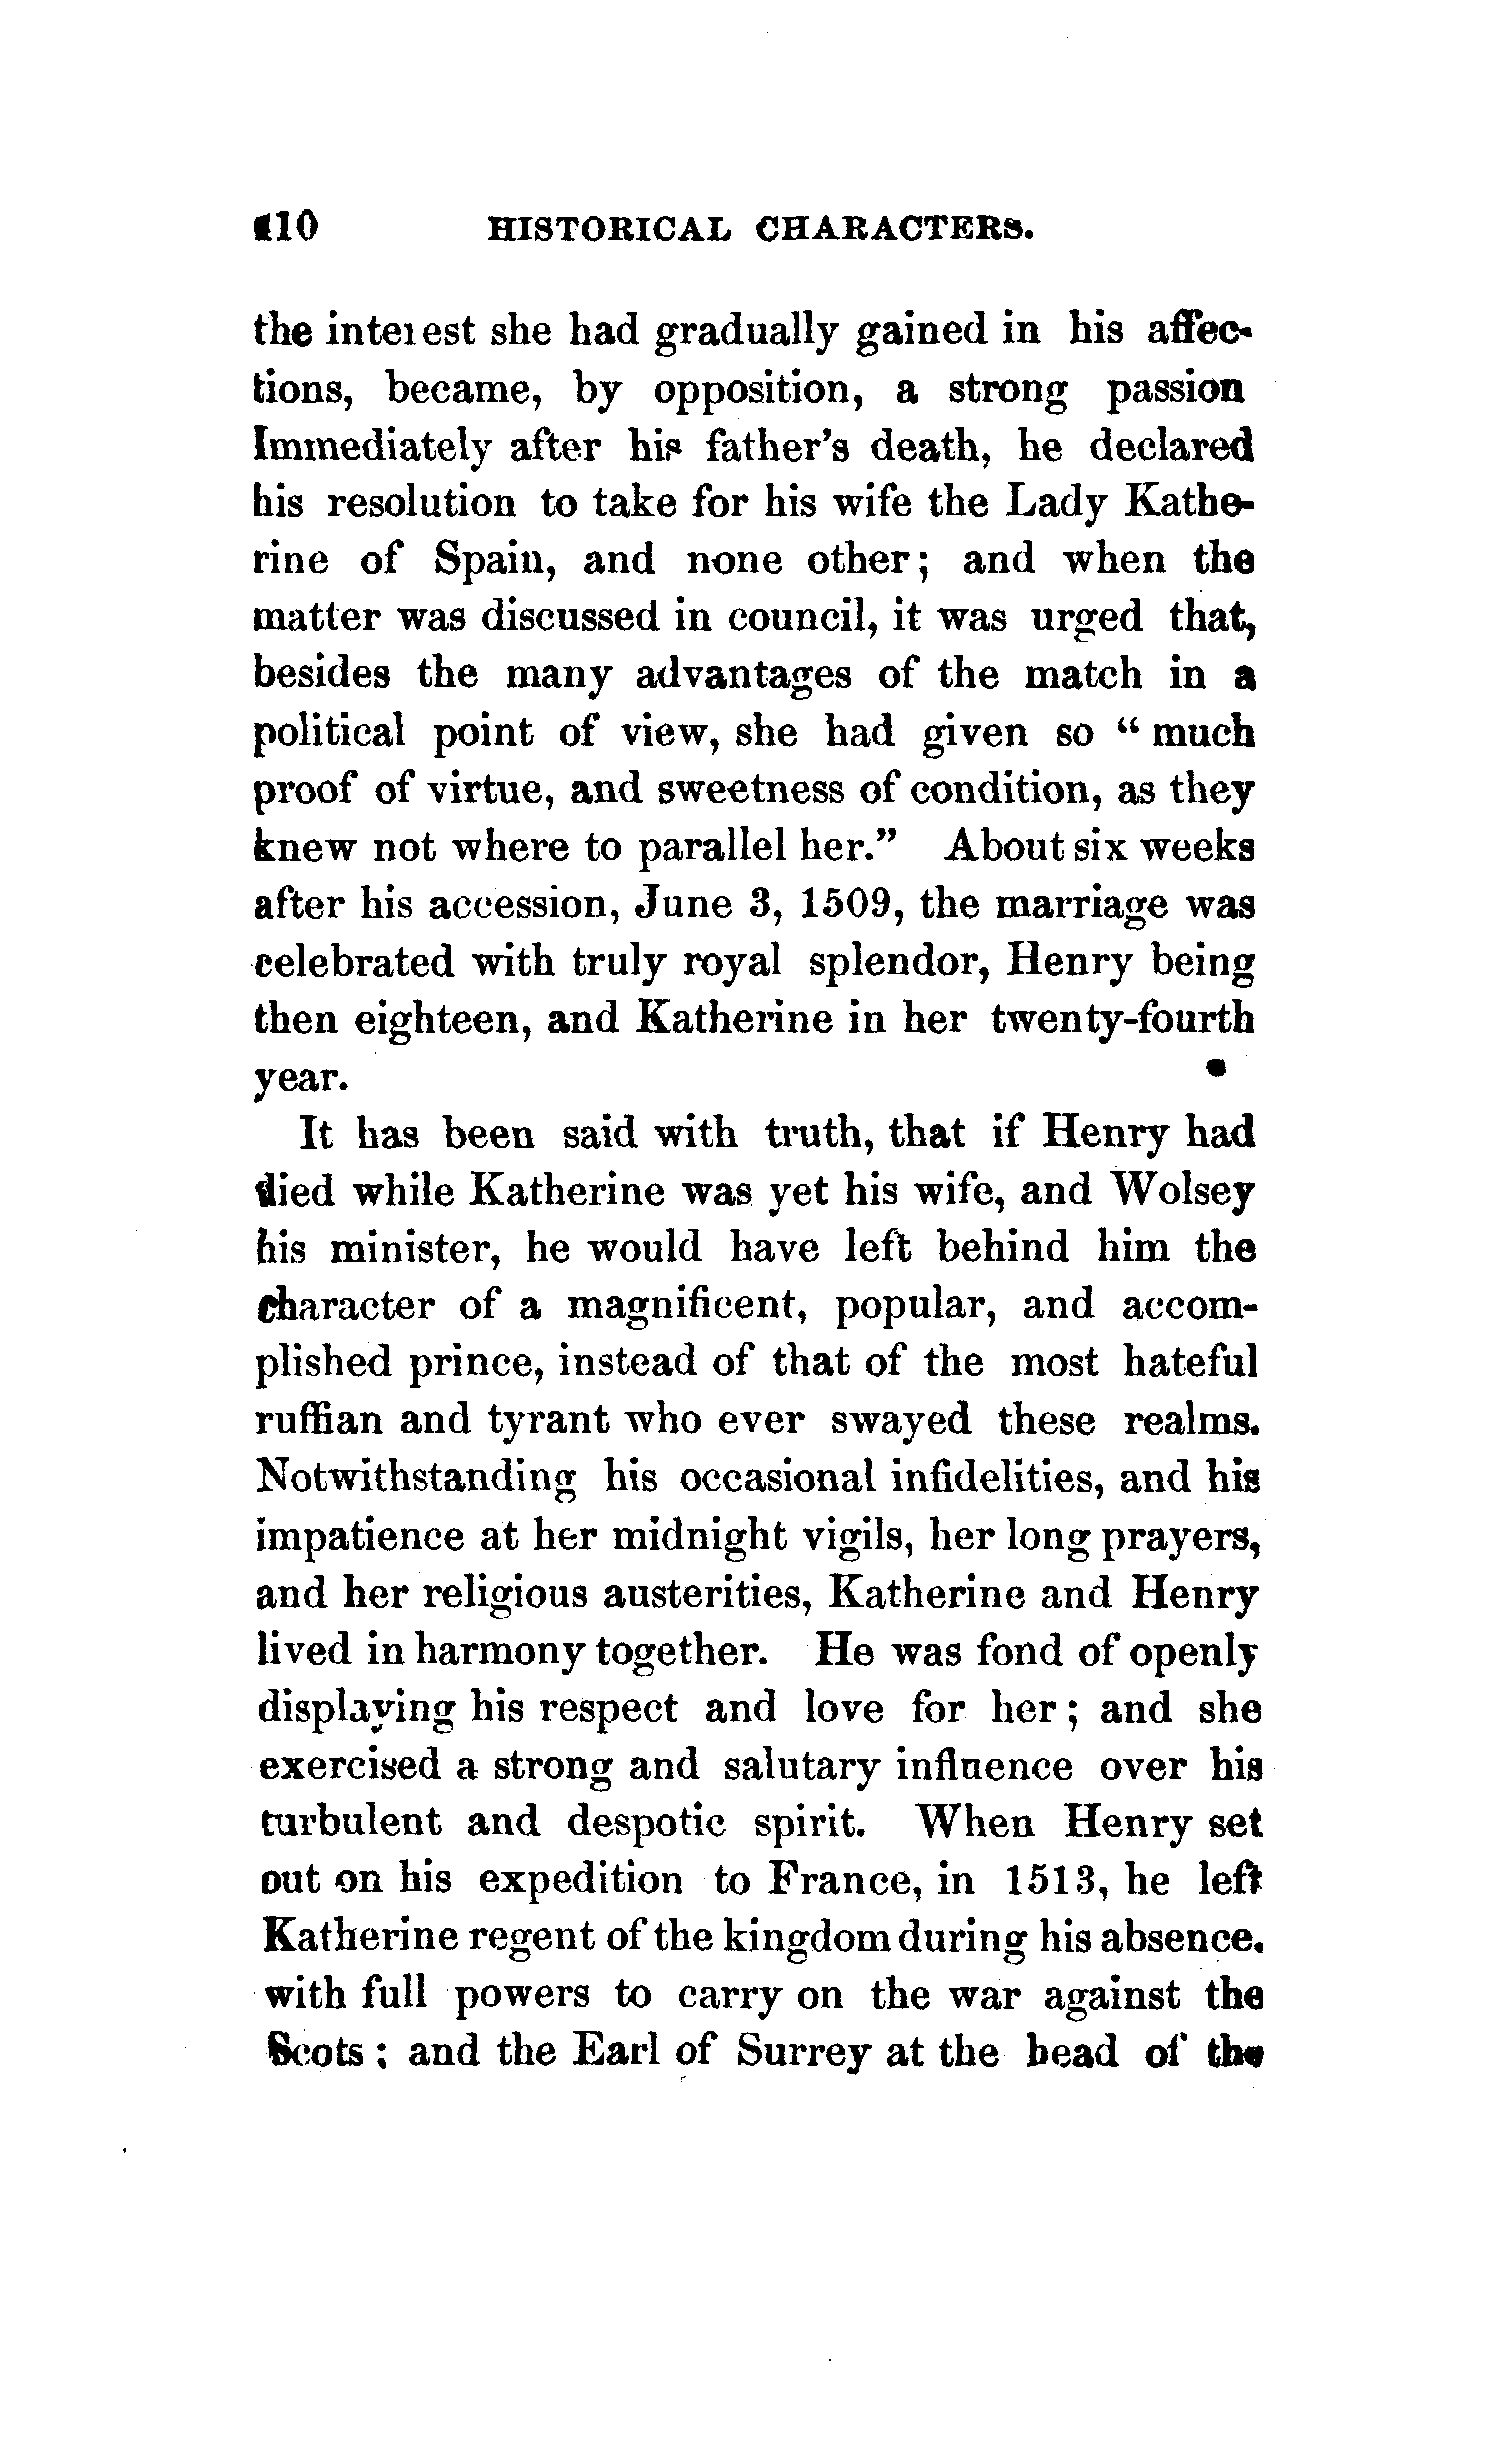 410 HISTORICAL CHARACTERS.
the interest she had gradually gained in his affec-
tions, became, by opposition, a strong passion
Immediately after his father's death, he declared
his resolution to take for his wife the Lady Kathe-
rine of Spain, and none other; and when the
matter was discussed in council, it was urged that,
besides the many advantages of the match in a
political point of view, she had given so “ much
proof of virtue, and sweetness of condition, as they
knew not where to parallel her.” About six weeks
after his accession, June 3, 1509, the marriage was
celebrated with truly royal splendor, Henry being
then eighteen, and Katherine in her twenty-fourth
year.
It has been said with truth, that if Henry had
died while Katherine was yet his wife, and Wolsey
his minister, he would have left behind him the
character of a magnificent, popular, and accom-
plished prince, instead of that of the most hateful
ruffian and tyrant who ever swayed these realms.
Notwithstanding his occasional infidelities, and his
impatience at her midnight vigils, her long prayers,
and her religious austerities, Katherine and Henry
lived in harmony together. He was fond of openly
displaying his respect and love for her; and she
exercised a strong and salutary influence over his
turbulent and despotic spirit. When Henry set
out on his expedition to France, in 1513, he left
Katherine regent of the kingdom during his absence.
with full powers to carry on the war against the
Scots: and the Earl of Surrey at the head of the